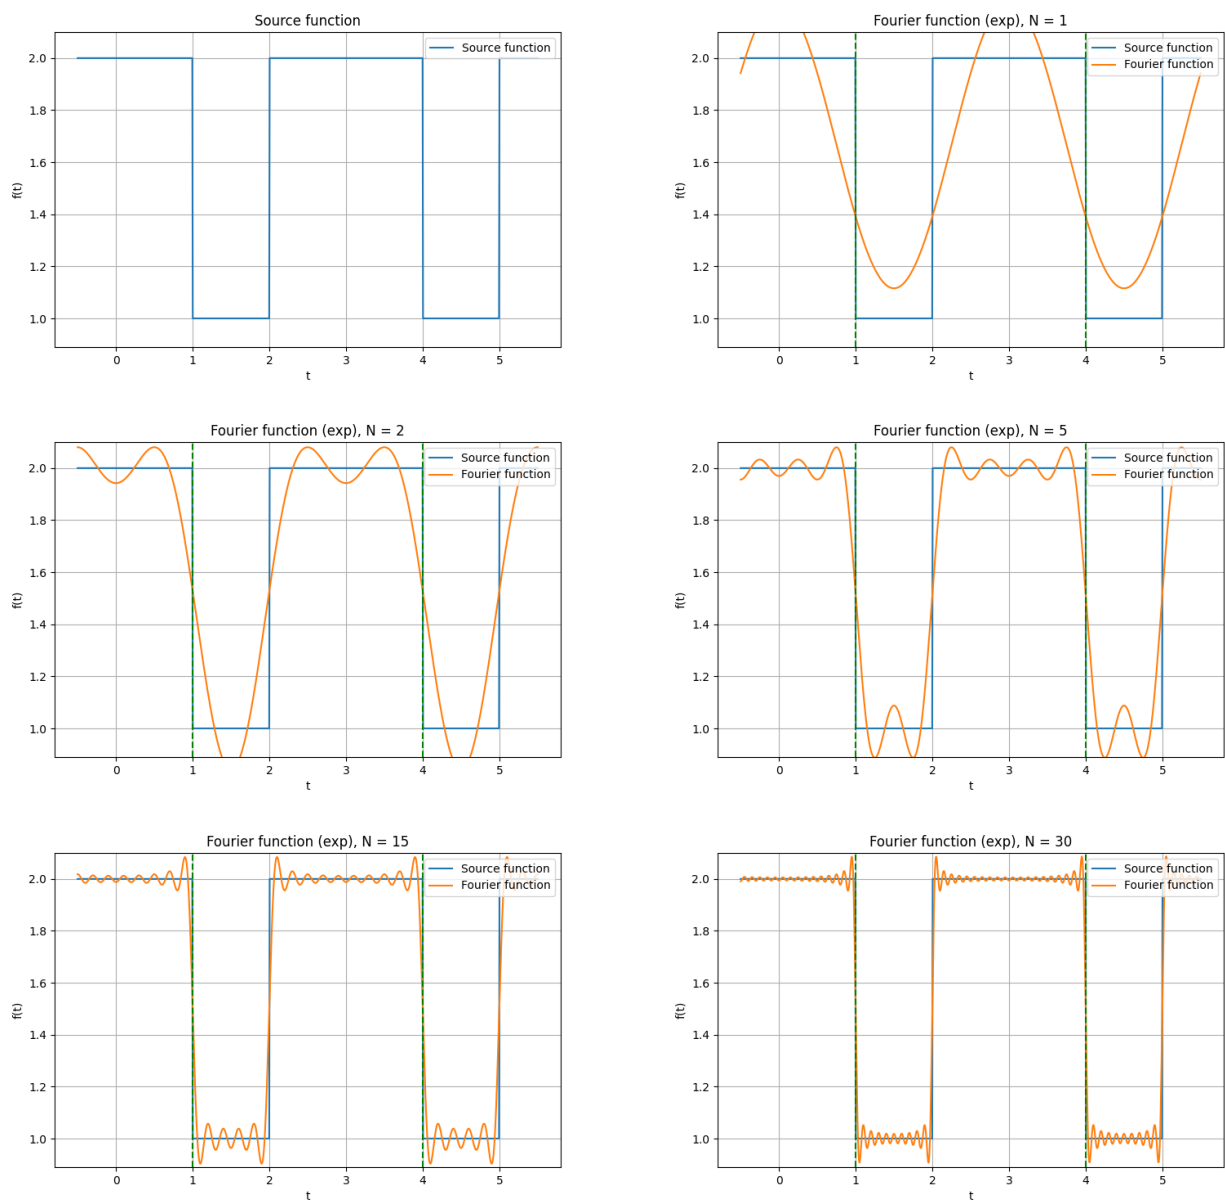 Source function
Source function
f(t)
2.0
1.8
1.6
1.4
1.2
1.0
0 1 2 3 4 5
t
Fourier function (exp), N = 1
Source function
Fourier function
f(t)
2.0
1.8
1.6
1.4
1.2
1.0
0 1 2 3 4 5
t
Fourier function (exp), N = 2
Source function
Fourier function
f(t)
2.0
1.8
1.6
1.4
1.2
1.0
0 1 2 3 4 5
t
Fourier function (exp), N = 5
Source function
Fourier function
f(t)
2.0
1.8
1.6
1.4
1.2
1.0
0 1 2 3 4 5
t
Fourier function (exp), N = 15
Source function
Fourier function
f(t)
2.0
1.8
1.6
1.4
1.2
1.0
0 1 2 3 4 5
t
Fourier function (exp), N = 30
Source function
Fourier function
f(t)
2.0
1.8
1.6
1.4
1.2
1.0
0 1 2 3 4 5
t